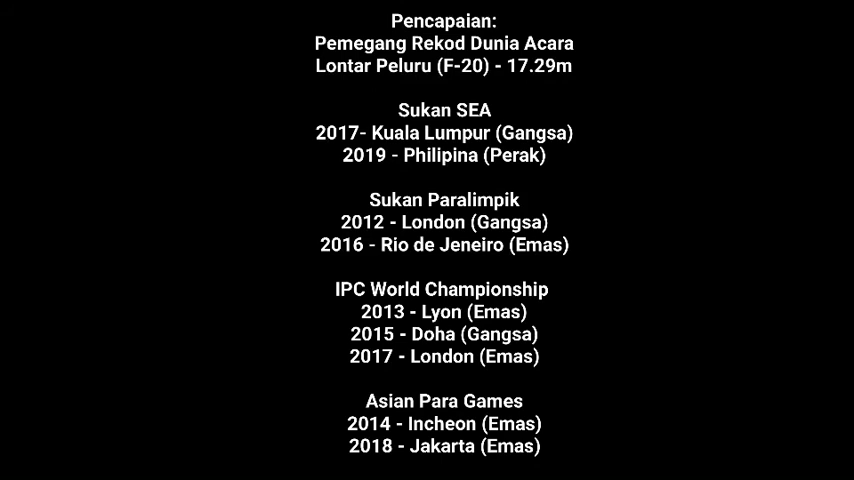 Pencapaian:
Pemegang Rekod Dunia Acara
Lontar Peluru (F-20) - 17.29m
Sukan SEA
2017- Kuala Lumpur (Gangsa)
2019 - Philipina (Perak)
Sukan Paralimpik
2012 - London (Gangsa)
2016 - Rio de Jeneiro (Emas)
IPC World Championship
2013 - Lyon (Emas)
2015 - Doha (Gangsa)
2017 - London (Emas)
Asian Para Games
2014 - Incheon (Emas)
2018 - Jakarta (Emas)